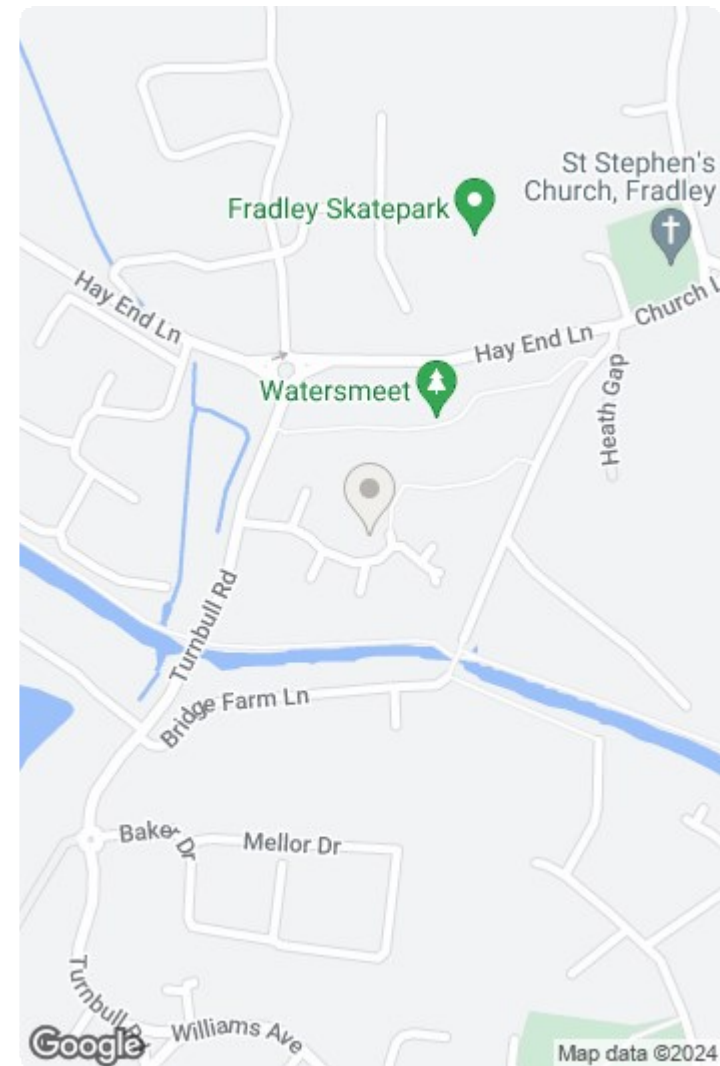 St Stephen's
Church, Fradley
Fradley Skatepark
Hay End Ln
Hay End Ln
Church L
Watersmeet
Heath Gap
Turnbull Rd
Bridge Farm Ln
Baker Dr
Mellor Dr
Turnbull R
Williams Ave
Google
Map data ©2024